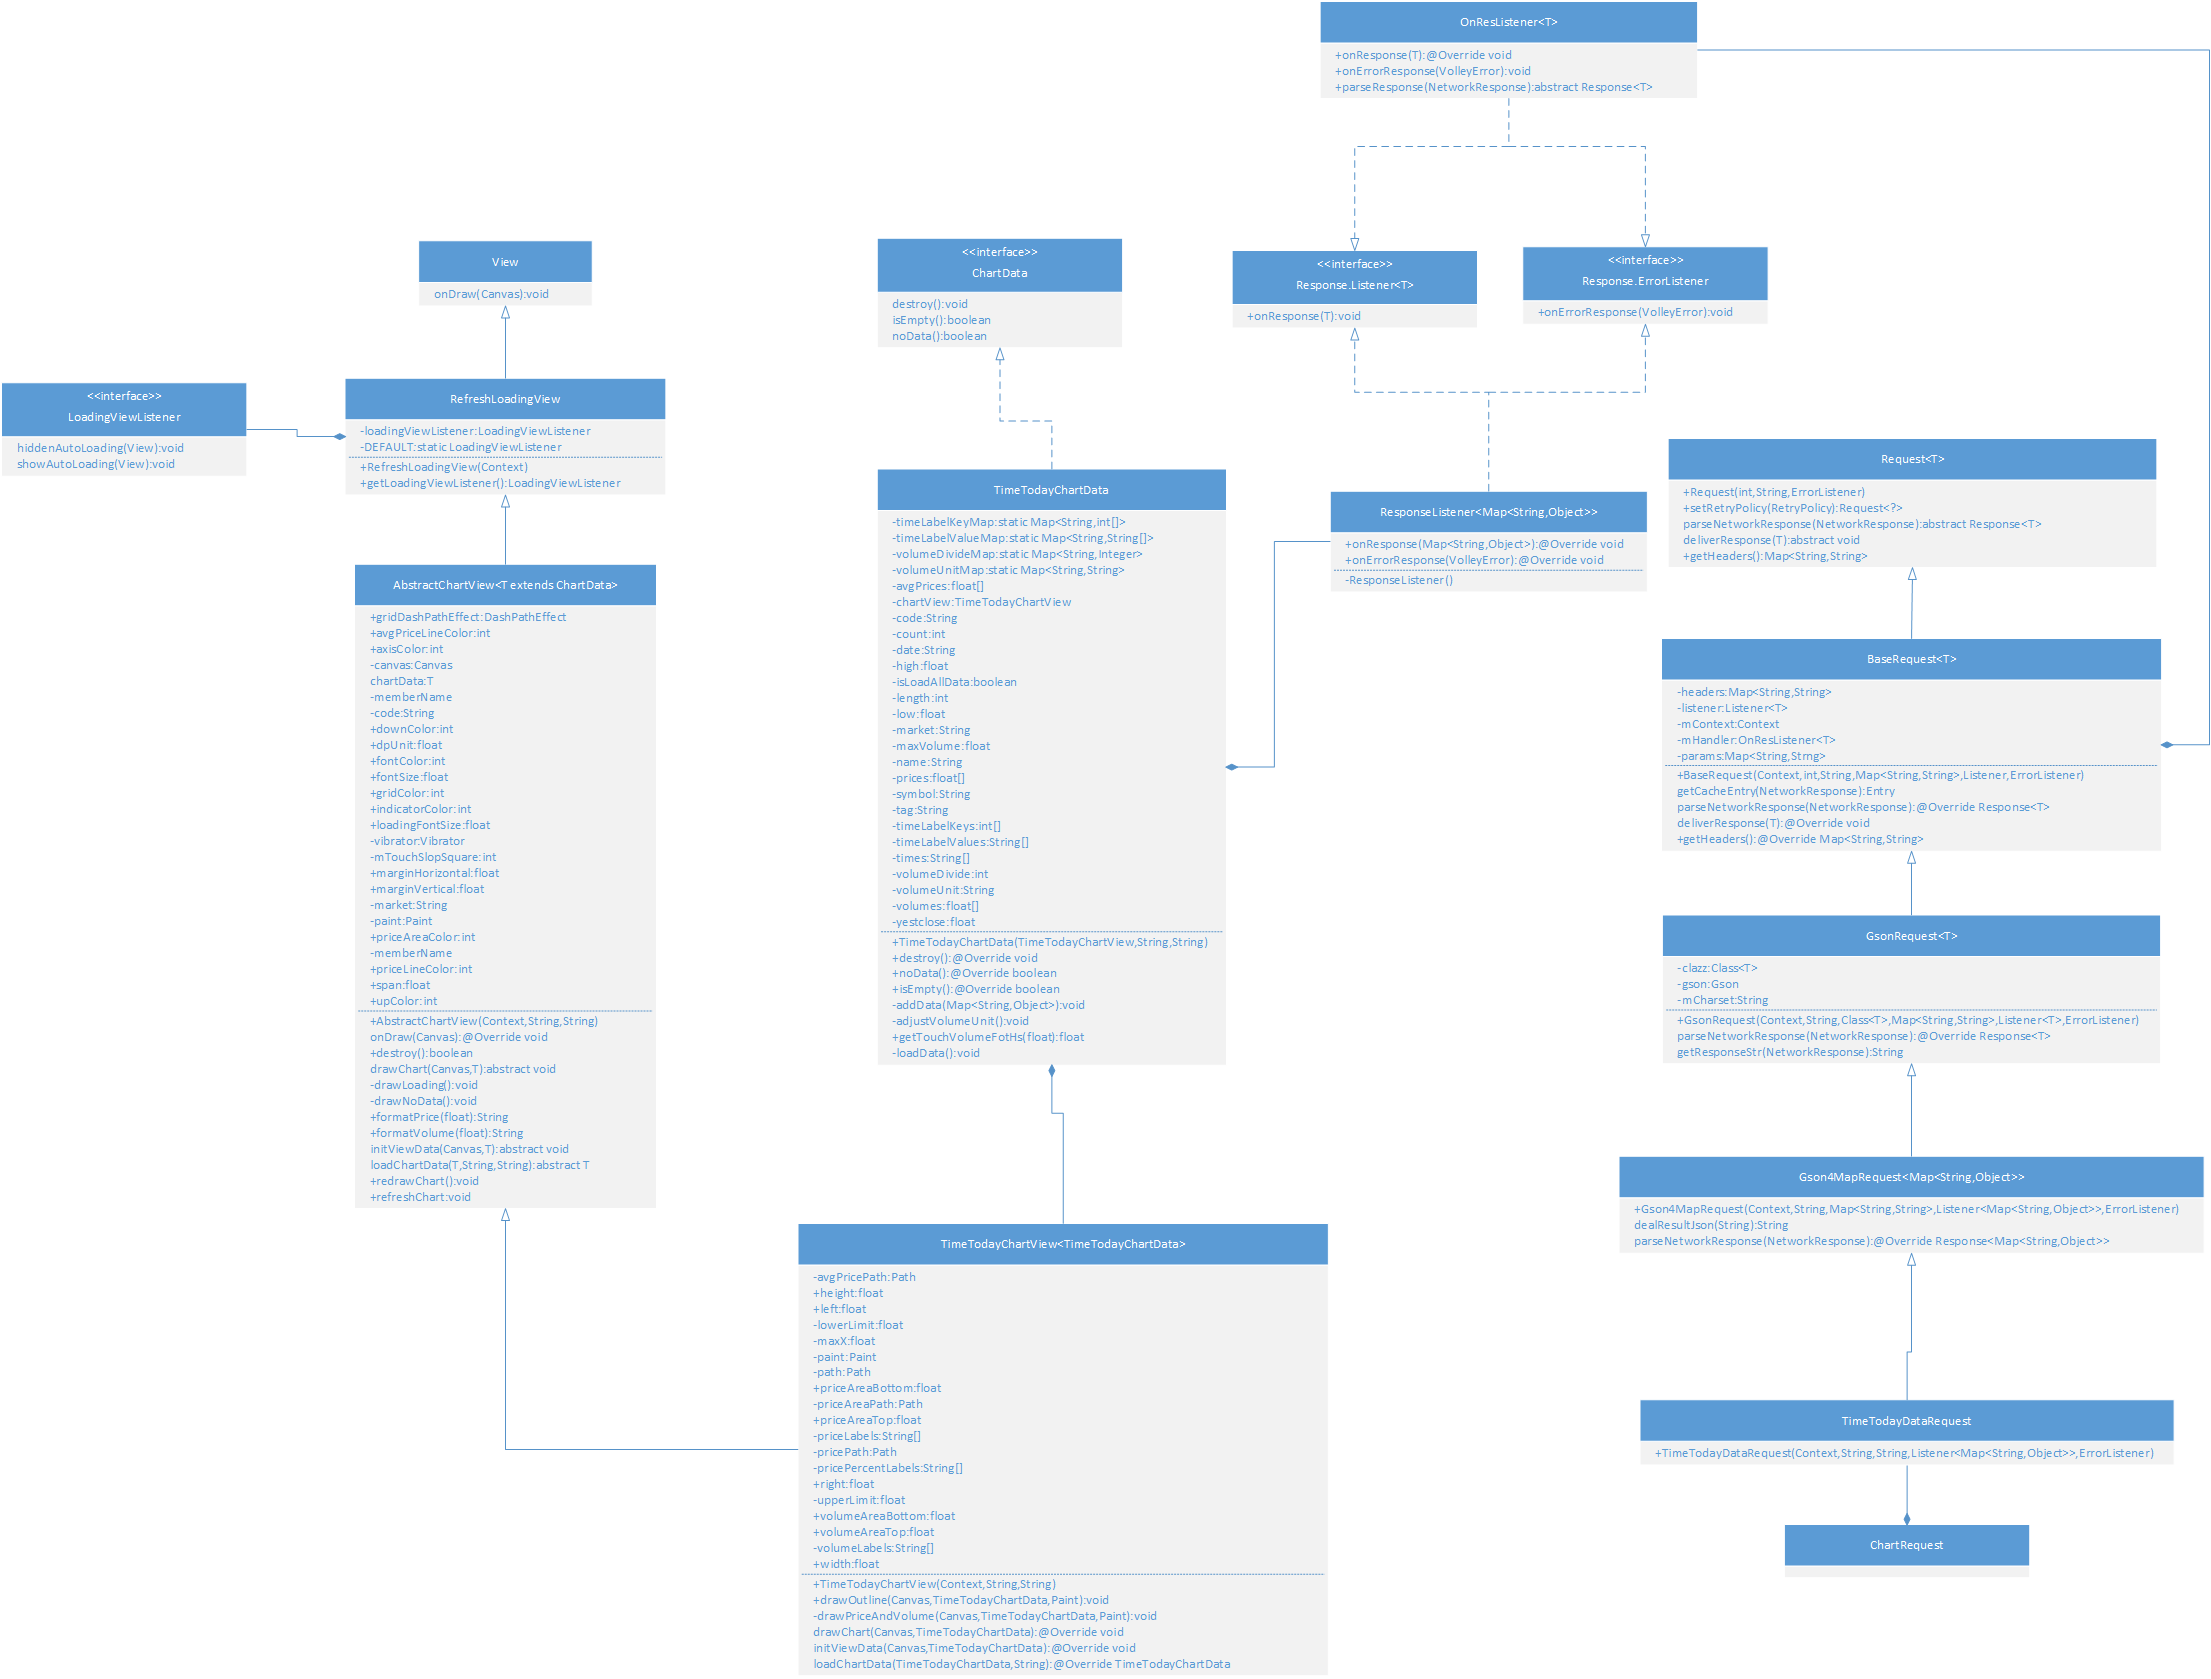 OnResListener<T>
+onResponse(T):@Override void
+onErrorResponse(VolleyError):void
+parseResponse(NetworkResponse):abstract Response<T>
View
onDraw(Canvas):void
<<interface>>
ChartData
destroy():void
isEmpty():boolean
noData():boolean
<<interface>>
Response.Listener<T>
+onResponse(T):void
<<interface>>
Response.ErrorListener
+onErrorResponse(VolleyError):void
<<interface>>
LoadingViewListener
hiddenAutoLoading(View):void
showAutoLoading(View):void
RefreshLoadingView
-loadingViewListener:LoadingViewListener
-DEFAULT:static LoadingViewListener
+RefreshLoadingView(Context)
+getLoadingViewListener():LoadingViewListener
AbstractChartView<T extends ChartData>
+gridDashPathEffect:DashPathEffect
+avgPriceLineColor:int
+axisColor:int
-canvas:Canvas
chartData:T
-memberName
-code:String
+downColor:int
+dpUnit:float
+fontColor:int
+fontSize:float
+gridColor:int
+indicatorColor:int
+loadingFontSize:float
-vibrator:Vibrator
-mTouchSlopSquare:int
+marginHorizontal:float
+marginVertical:float
-market:String
-paint:Paint
+priceAreaColor:int
-memberName
+priceLineColor:int
+span:float
+upColor:int
+AbstractChartView(Context,String,String)
onDraw(Canvas):@Override void
+destroy():boolean
drawChart(Canvas,T):abstract void
-drawLoading():void
-drawNoData():void
+formatPrice(float):String
+formatVolume(float):String
initViewData(Canvas,T):abstract void
loadChartData(T,String,String):abstract T
+redrawChart():void
+refreshChart:void
TimeTodayChartData
-timeLabelKeyMap:static Map<String,int[]>
-timeLabelValueMap:static Map<String,String[]>
-volumeDivideMap:static Map<String,Integer>
-volumeUnitMap:static Map<String,String>
-avgPrices:float[]
-chartView:TimeTodayChartView
-code:String
-count:int
-date:String
-high:float
-isLoadAllData:boolean
-length:int
-low:float
-market:String
-maxVolume:float
-name:String
-prices:float[]
-symbol:String
-tag:String
-timeLabelKeys:int[]
-timeLabelValues:String[]
-times:String[]
-volumeDivide:int
-volumeUnit:String
-volumes:float[]
-yestclose:float
+TimeTodayChartData(TimeTodayChartView,String,String)
+destroy():@Override void
+noData():@Override boolean
+isEmpty():@Override boolean
-addData(Map<String,Object>):void
-adjustVolumeUnit():void
+getTouchVolumeFotHs(float):float
-loadData():void
ResponseListener<Map<String,Object>>
+onResponse(Map<String,Object>):@Override void
+onErrorResponse(VolleyError):@Override void
-ResponseListener()
Request<T>
+Request(int,String,ErrorListener)
+setRetryPolicy(RetryPolicy):Request<?>
parseNetworkResponse(NetworkResponse):abstract Response<T>
deliverResponse(T):abstract void
+getHeaders():Map<String,String>
BaseRequest<T>
-headers:Map<String,String>
-listener:Listener<T>
-mContext:Context
-mHandler:OnResListener<T>
-params:Map<String,Strng>
+BaseRequest(Context,int,String,Map<String,String>,Listener,ErrorListener)
getCacheEntry(NetworkResponse):Entry
parseNetworkResponse(NetworkResponse):@Override Response<T>
deliverResponse(T):@Override void
+getHeaders():@Override Map<String,String>
GsonRequest<T>
-clazz:Class<T>
-gson:Gson
-mCharset:String
+GsonRequest(Context,String,Class<T>,Map<String,String>,Listener<T>,ErrorListener)
parseNetworkResponse(NetworkResponse):@Override Response<T>
getResponseStr(NetworkResponse):String
Gson4MapRequest<Map<String,Object>>
+Gson4MapRequest(Context,String,Map<String,String>,Listener<Map<String,Object>>,ErrorListener)
dealResultJson(String):String
parseNetworkResponse(NetworkResponse):@Override Response<Map<String,Object>>
TimeTodayDataRequest
+TimeTodayDataRequest(Context,String,String,Listener<Map<String,Object>>,ErrorListener)
ChartRequest
TimeTodayChartView<TimeTodayChartData>
-avgPricePath:Path
+height:float
+left:float
-lowerLimit:float
-maxX:float
-paint:Paint
-path:Path
+priceAreaBottom:float
-priceAreaPath:Path
+priceAreaTop:float
-priceLabels:String[]
-pricePath:Path
-pricePercentLabels:String[]
+right:float
-upperLimit:float
+volumeAreaBottom:float
+volumeAreaTop:float
-volumeLabels:String[]
+width:float
+TimeTodayChartView(Context,String,String)
+drawOutline(Canvas,TimeTodayChartData,Paint):void
-drawPriceAndVolume(Canvas,TimeTodayChartData,Paint):void
drawChart(Canvas,TimeTodayChartData):@Override void
initViewData(Canvas,TimeTodayChartData):@Override void
loadChartData(TimeTodayChartData,String):@Override TimeTodayChartData